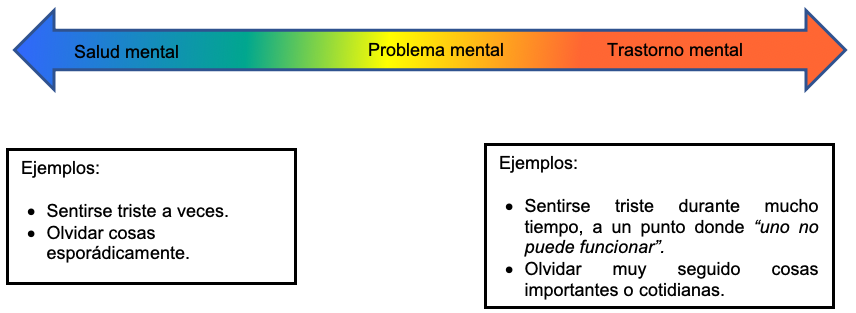 Salud mental
Problema mental
Trastorno mental
Ejemplos:
• Sentirse triste a veces.
• Olvidar cosas
esporádicamente.
Ejemplos:
• Sentirse triste durante mucho
tiempo, a un punto donde “uno no
puede funcionar”.
• Olvidar muy seguido cosas
importantes o cotidianas.